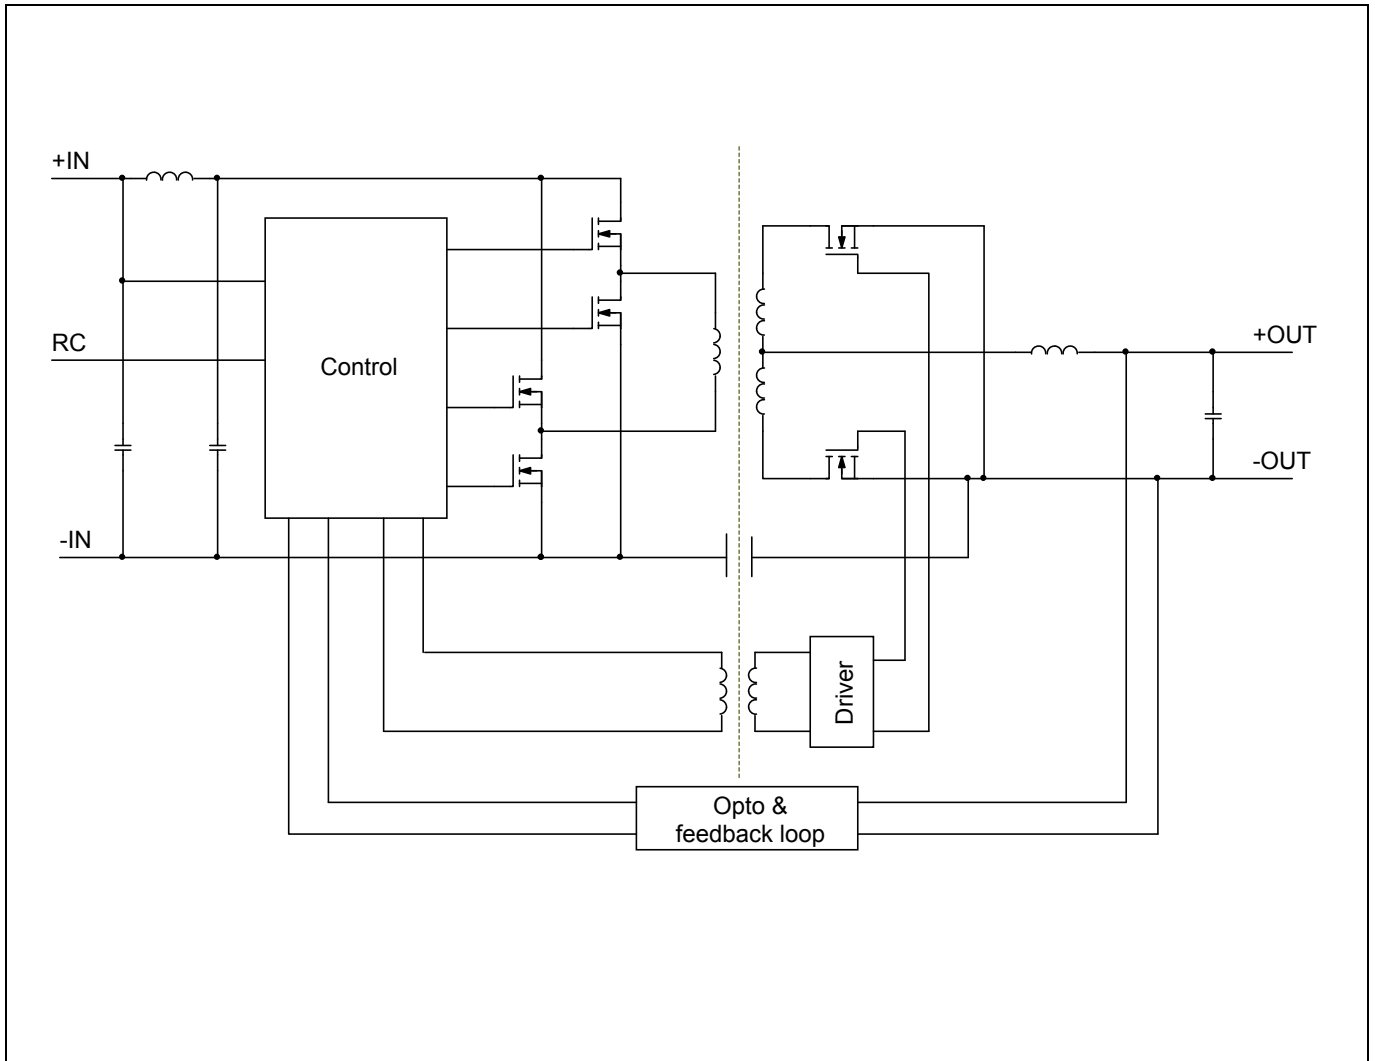 +IN
RC
Control
+OUT
-OUT
-IN
Driver
Opto &
feedback loop